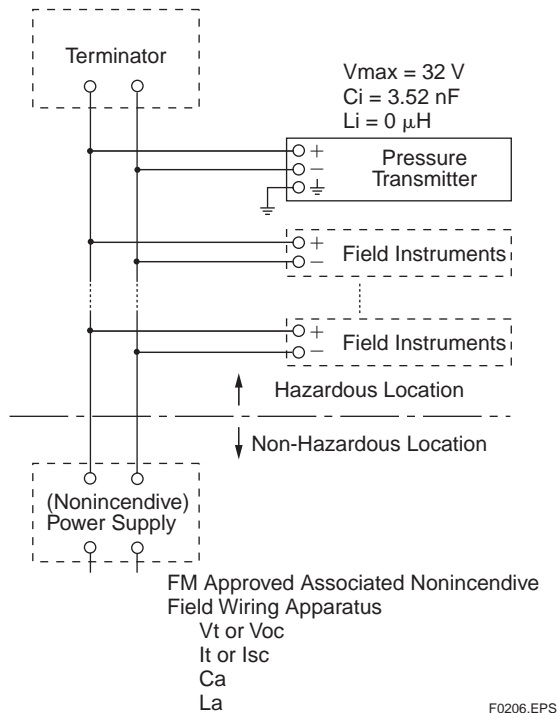 Terminator
Vmax = 32 V
Ci = 3.52 nF
Li = 0 μH
+
−
Pressure
Transmitter
+
−
Field Instruments
+
−
Field Instruments
Hazardous Location
Non-Hazardous Location
(Nonincendive)
Power Supply
FM Approved Associated Nonincendive
Field Wiring Apparatus
Vt or Voc
It or Isc
Ca
La
F0206.EPS